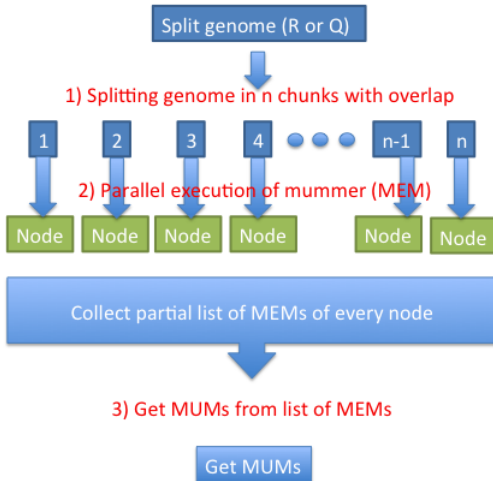 Split genome (R or Q)
1) Splitting genome in n chunks with overlap
1 2 3 4 n-1 n
2) Parallel execution of mummer (MEM)
Node Node Node Node Node Node
Collect partial list of MEMs of every node
3) Get MUMs from list of MEMs
Get MUMs